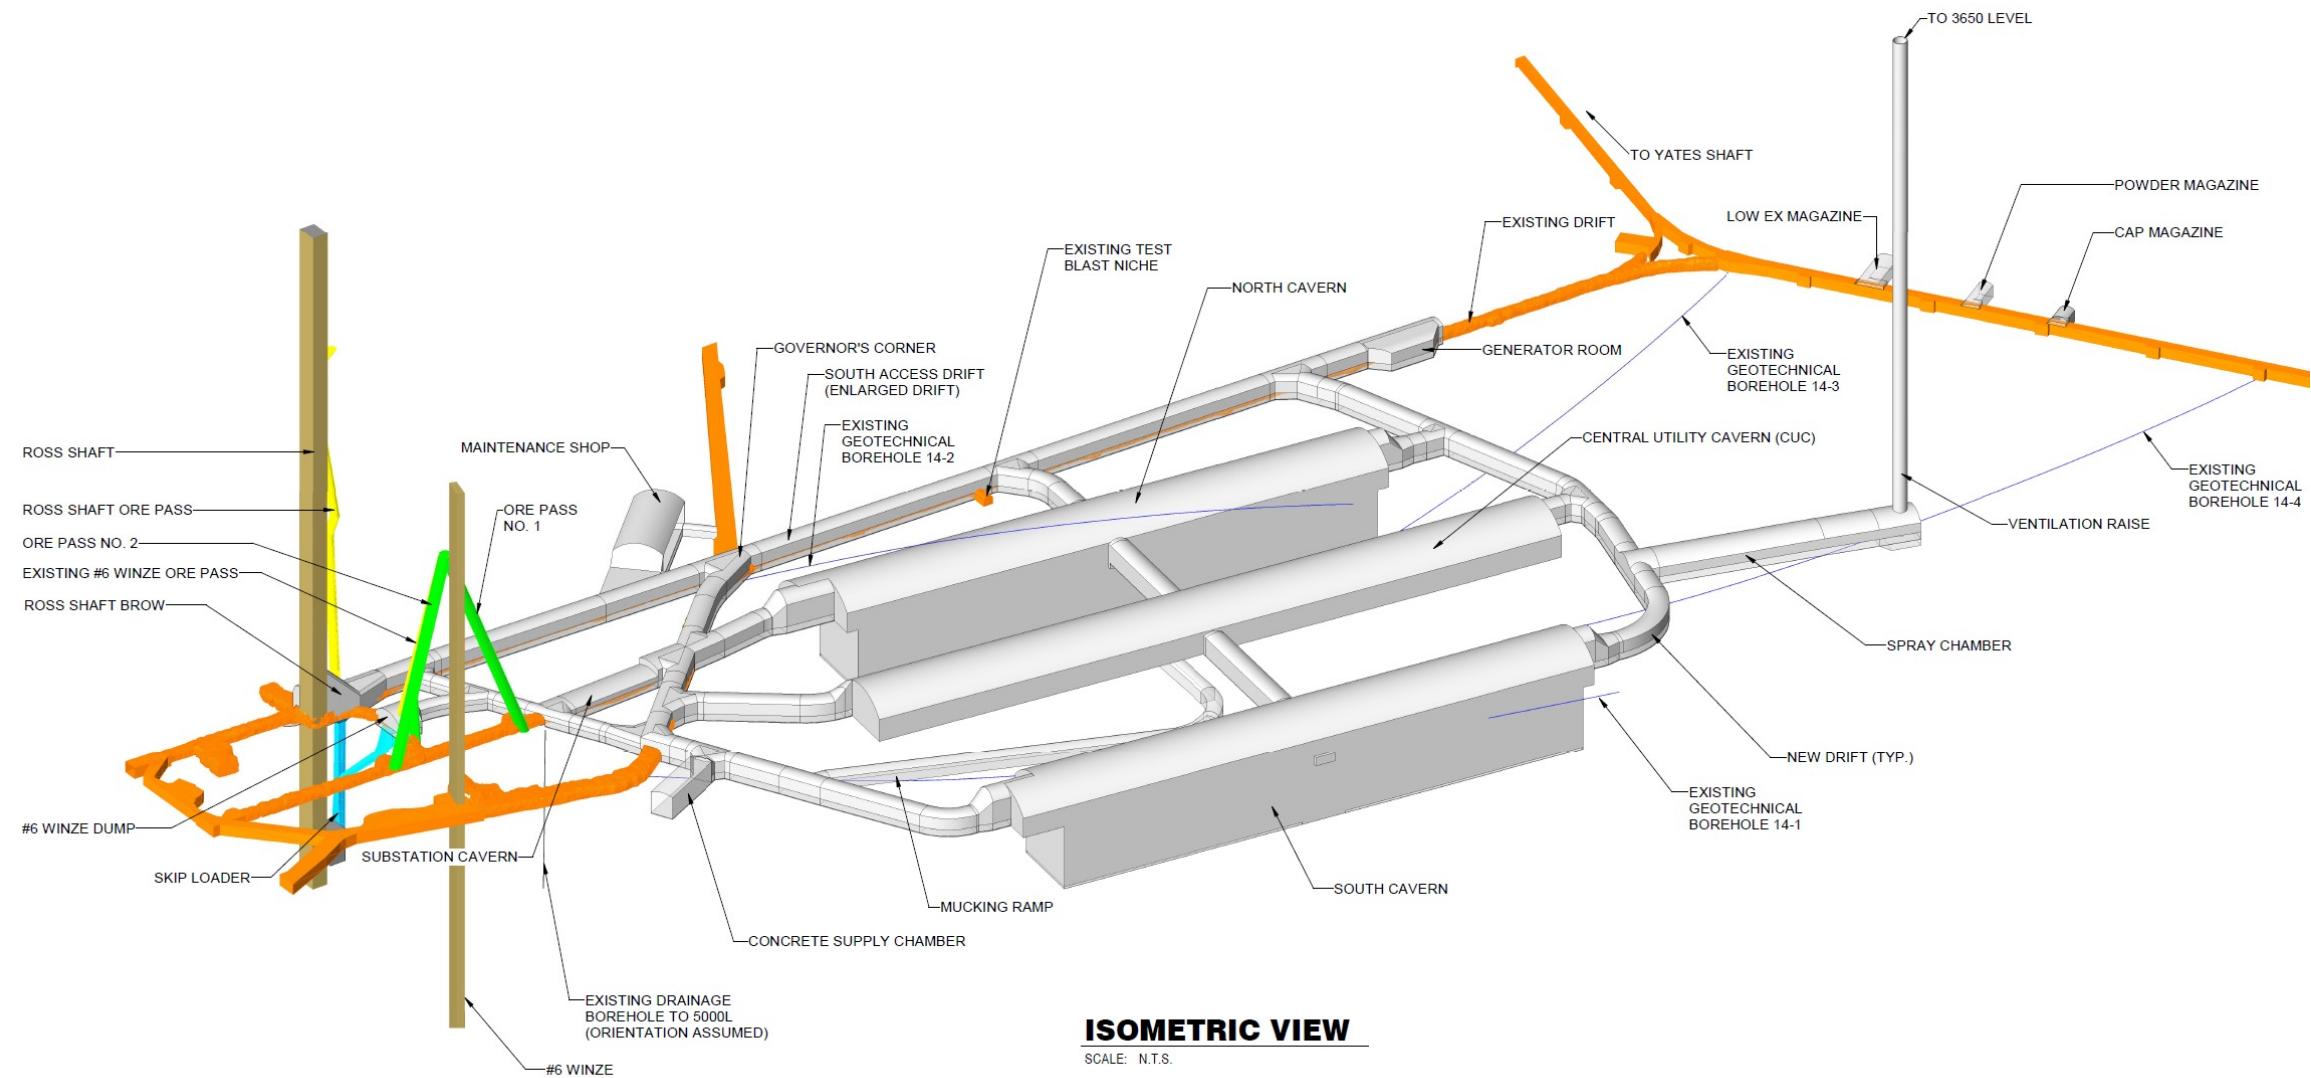 TO 3650 LEVEL
TO YATES SHAFT
POWDER MAGAZINE
LOW EX MAGAZINE
EXISTING DRIFT
CAP MAGAZINE
EXISTING TEST
BLAST NICHE
NORTH CAVERN
GOVERNOR'S CORNER
GENERATOR ROOM
EXISTING
GEOTECHNICAL
BOREHOLE 14-3
SOUTH ACCESS DRIFT
(ENLARGED DRIFT)
EXISTING
GEOTECHNICAL
BOREHOLE 14-2
CENTRAL UTILITY CAVERN (CUC)
MAINTENANCE SHOP
ROSS SHAFT
EXISTING
GEOTECHNICAL
BOREHOLE 14-4
ROSS SHAFT ORE PASS
ORE PASS
NO. 1
VENTILATION RAISE
ORE PASS NO. 2
EXISTING #6 WINZE ORE PASS
ROSS SHAFT BROW
SPRAY CHAMBER
NEW DRIFT (TYP.)
EXISTING
GEOTECHNICAL
BOREHOLE 14-1
#6 WINZE DUMP
SUBSTATION CAVERN
SKIP LOADER
SOUTH CAVERN
MUCKING RAMP
CONCRETE SUPPLY CHAMBER
EXISTING DRAINAGE
BOREHOLE TO 5000L
(ORIENTATION ASSUMED)
#6 WINZE
ISOMETRIC VIEW
SCALE: N.T.S.